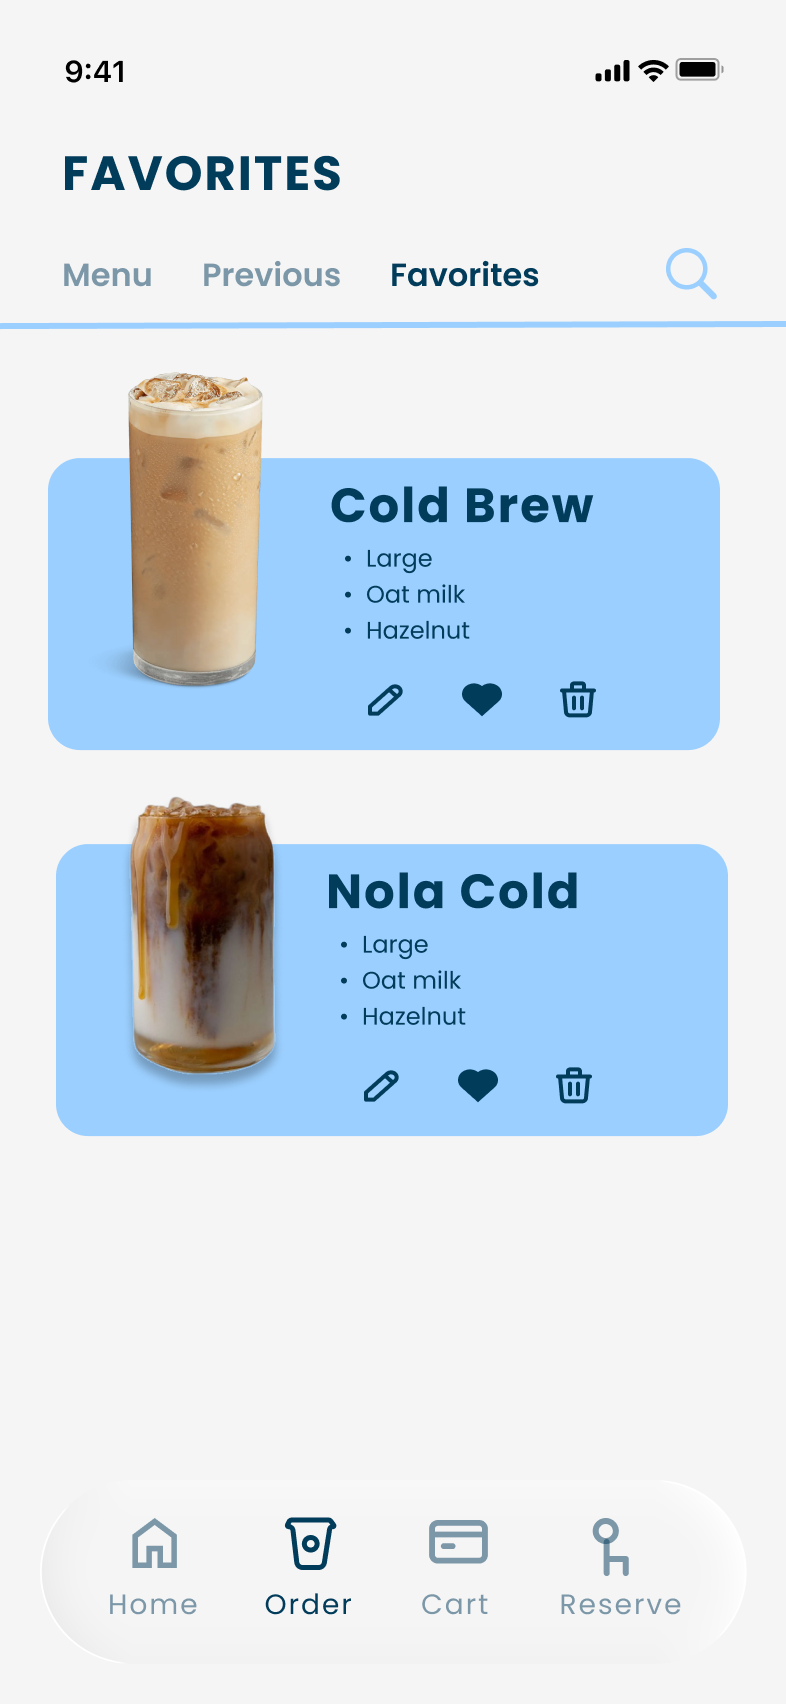 9:41
FAVORITES
Menu Previous Favorites
Cold Brew
• Large
• Oat milk
• Hazelnut
Nola Cold
• Large
• Oat milk
• Hazelnut
Home Order Cart Reserve